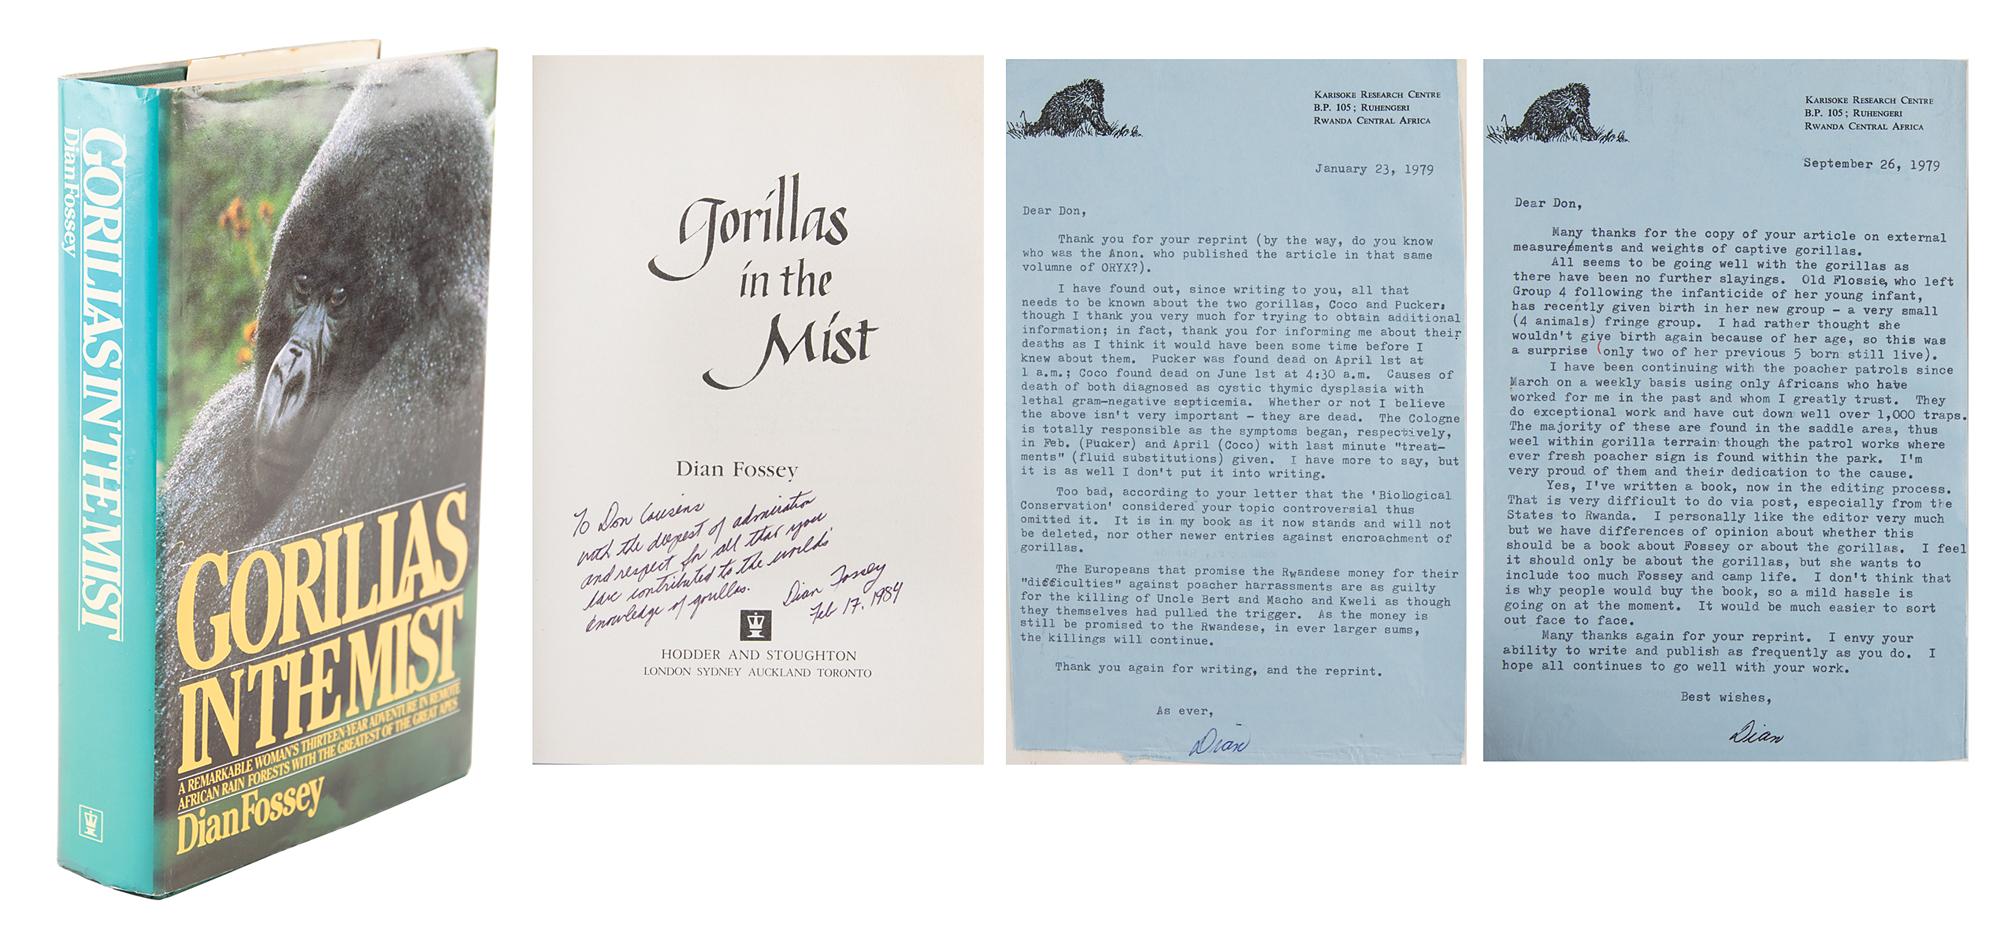 GORILLAS IN THE MIST
Dian Fossey
GORILLAS
IN THE MIST
A REMARKABLE WOMAN'S THIRTEEN-YEAR ADVENTURE IN REMOTE
AFRICAN RAIN FORESTS WITH THE GREATEST OF THE GREAT APES
Dian Fossey
Gorillas
in the
Mist
Dian Fossey
To Don Cousins
with the deepest of admiration
and respect for all that you
have contributed to the worlds'
knowledge of gorillas.
Dian Fossey
Feb 17, 1984
HODDER AND STOUGHTON
LONDON SYDNEY AUCKLAND TORONTO
KARISOKE RESEARCH CENTRE
B.P. 105; RUHENGERI
RWANDA CENTRAL AFRICA
January 23, 1979
Dear Don,
Thank you for your reprint (by the way, do you know
who was the Anon. who published the article in that same
volumne of ORYX?).
I have found out, since writing to you, all that
needs to be known about the two gorillas, Coco and Pucker;
though I thank you very much for trying to obtain additional
information; in fact, thank you for informing me about their
deaths as I think it would have been some time before I
knew about them. Pucker was found dead on April 1st at
1 a.m.; Coco found dead on June 1st at 4:30 a.m. Causes of
death of both diagnosed as cystic thymic dysplasia with
lethal gram-negative septicemia. Whether or not I believe
the above isn't very important - they are dead. The Cologne
is totally responsible as the symptoms began, respectively,
in Feb. (Pucker) and April (Coco) with last minute "treat-
ments" (fluid substitutions) given. I have more to say, but
it is as well I don't put it into writing.
Too bad, according to your letter that the 'Biological
Conservation' considered your topic controversial thus
omitted it. It is in my book as it now stands and will not
be deleted, nor other newer entries against encroachment of
gorillas.
The Europeans that promise the Rwandese money for their
"difficulties" against poacher harrassments are as guilty
for the killing of Uncle Bert and Macho and Kweli as though
they themselves had pulled the trigger. As the money is
still be promised to the Rwandese, in ever larger sums,
the killings will continue.
Thank you again for writing, and the reprint.
As ever,
Dian
KARISOKE RESEARCH CENTRE
B.P. 105; RUHENGERI
RWANDA CENTRAL AFRICA
September 26, 1979
Dear Don,
Many thanks for the copy of your article on external
measurements and weights of captive gorillas.
All seems to be going well with the gorillas as
there have been no further slayings. Old Flossie, who left
Group 4 following the infanticide of her young infant,
has recently given birth in her new group - a very small
(4 animals) fringe group. I had rather thought she
wouldn't give birth again because of her age, so this was
a surprise (only two of her previous 5 born still live).
I have been continuing with the poacher patrols since
March on a weekly basis using only Africans who have
worked for me in the past and whom I greatly trust. They
do exceptional work and have cut down well over 1,000 traps.
The majority of these are found in the saddle area, thus
weel within gorilla terrain though the patrol works where
ever fresh poacher sign is found within the park. I'm
very proud of them and their dedication to the cause.
Yes, I've written a book, now in the editing process.
That is very difficult to do via post, especially from the
States to Rwanda. I personally like the editor very much
but we have differences of opinion about whether this
should be a book about Fossey or about the gorillas. I feel
it should only be about the gorillas, but she wants to
include too much Fossey and camp life. I don't think that
is why people would buy the book, so a mild hassle is
going on at the moment. It would be much easier to sort
out face to face.
Many thanks again for your reprint. I envy your
ability to write and publish as frequently as you do. I
hope all continues to go well with your work.
Best wishes,
Dian